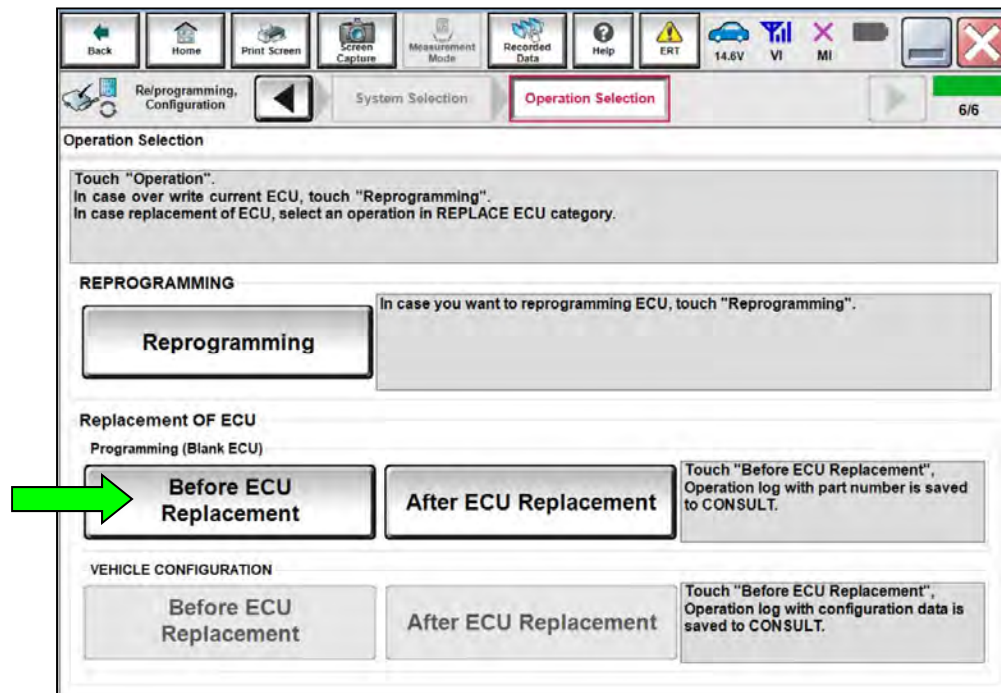 Back
Home
Print Screen
Screen
Capture
Measurement
Mode
Recorded
Data
Help
ERT
14.6V
VI
MI
Re/programming,
Configuration
System Selection
Operation Selection
6/6
Operation Selection
Touch "Operation".
In case over write current ECU, touch "Reprogramming".
In case replacement of ECU, select an operation in REPLACE ECU category.
REPROGRAMMING
Reprogramming
In case you want to reprogramming ECU, touch "Reprogramming".
Replacement OF ECU
Programming (Blank ECU)
Before ECU
Replacement
After ECU Replacement
Touch "Before ECU Replacement",
Operation log with part number is saved
to CONSULT.
VEHICLE CONFIGURATION
Before ECU
Replacement
After ECU Replacement
Touch "Before ECU Replacement",
Operation log with configuration data is
saved to CONSULT.